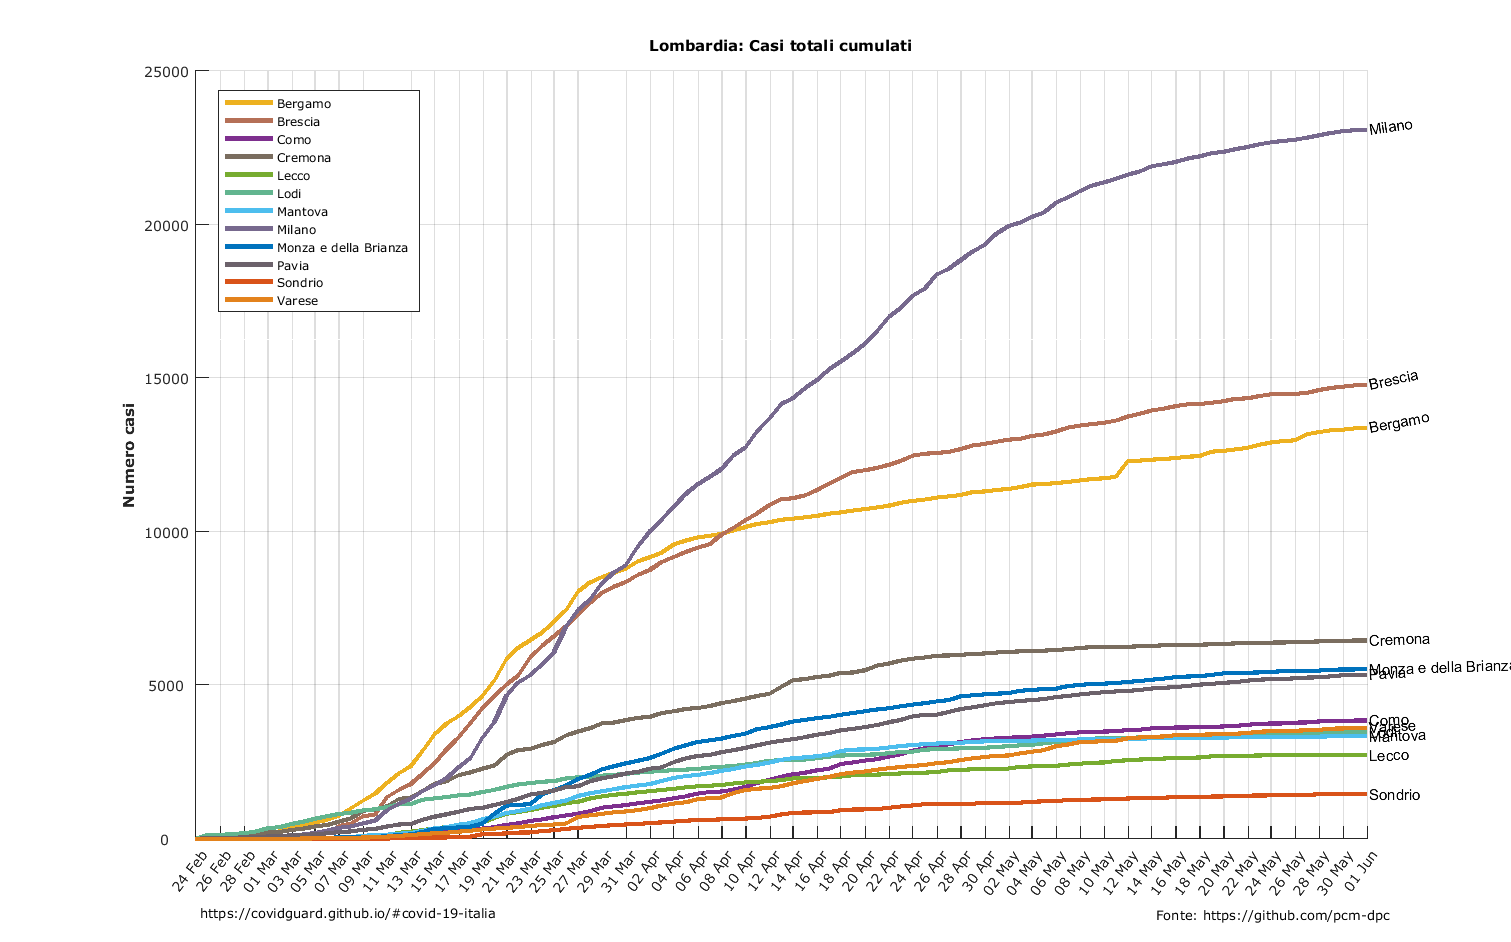 Lombardia: Casi totali cumulati
25000
20000
15000
10000
5000
0
Numero casi
Bergamo
Brescia
Como
Cremona
Lecco
Lodi
Mantova
Milano
Monza e della Brianza
Pavia
Sondrio
Varese
Milano
Brescia
Bergamo
Cremona
Monza e della Brianza
Pavia
Como
Varese
Lodi
Mantova
Lecco
Sondrio
24 Feb
26 Feb
28 Feb
01 Mar
03 Mar
05 Mar
07 Mar
09 Mar
11 Mar
13 Mar
15 Mar
17 Mar
19 Mar
21 Mar
23 Mar
25 Mar
27 Mar
29 Mar
31 Mar
02 Apr
04 Apr
06 Apr
08 Apr
10 Apr
12 Apr
14 Apr
16 Apr
18 Apr
20 Apr
22 Apr
24 Apr
26 Apr
28 Apr
30 Apr
02 May
04 May
06 May
08 May
10 May
12 May
14 May
16 May
18 May
20 May
22 May
24 May
26 May
28 May
30 May
01 Jun
https://covidguard.github.io/#covid-19-italia
Fonte: https://github.com/pcm-dpc